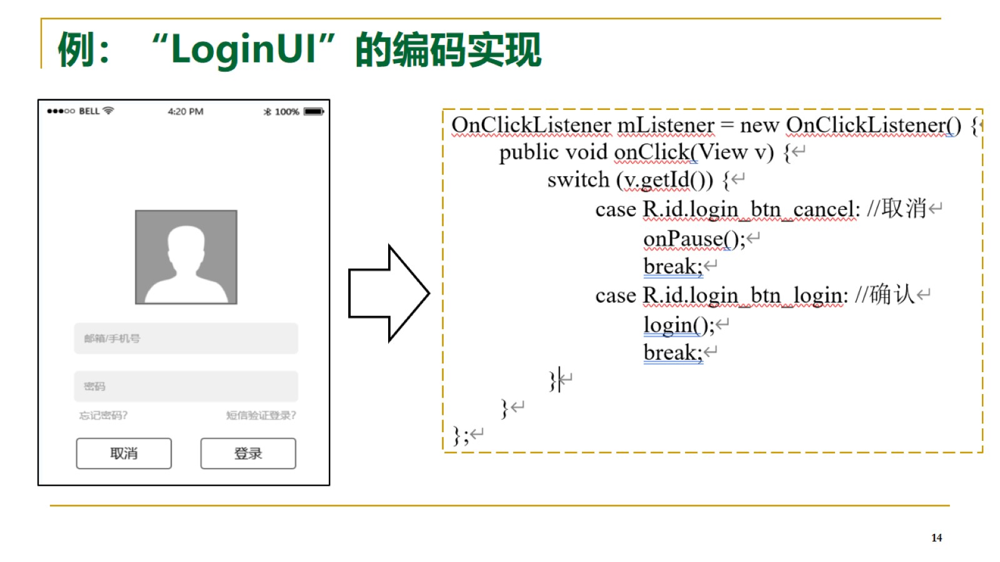 例： “LoginUI” 的编码实现
BELL 4:20 PM 100%
邮箱/手机号
密码
忘记密码? 短信验证登录?
取消 登录
OnClickListener mListener = new OnClickListener() {
public void onClick(View v) {
switch (v.getId()) {
case R.id.login_btn_cancel: //取消
onPause();
break;
case R.id.login_btn_login: //确认
login();
break;
}
}
};
14